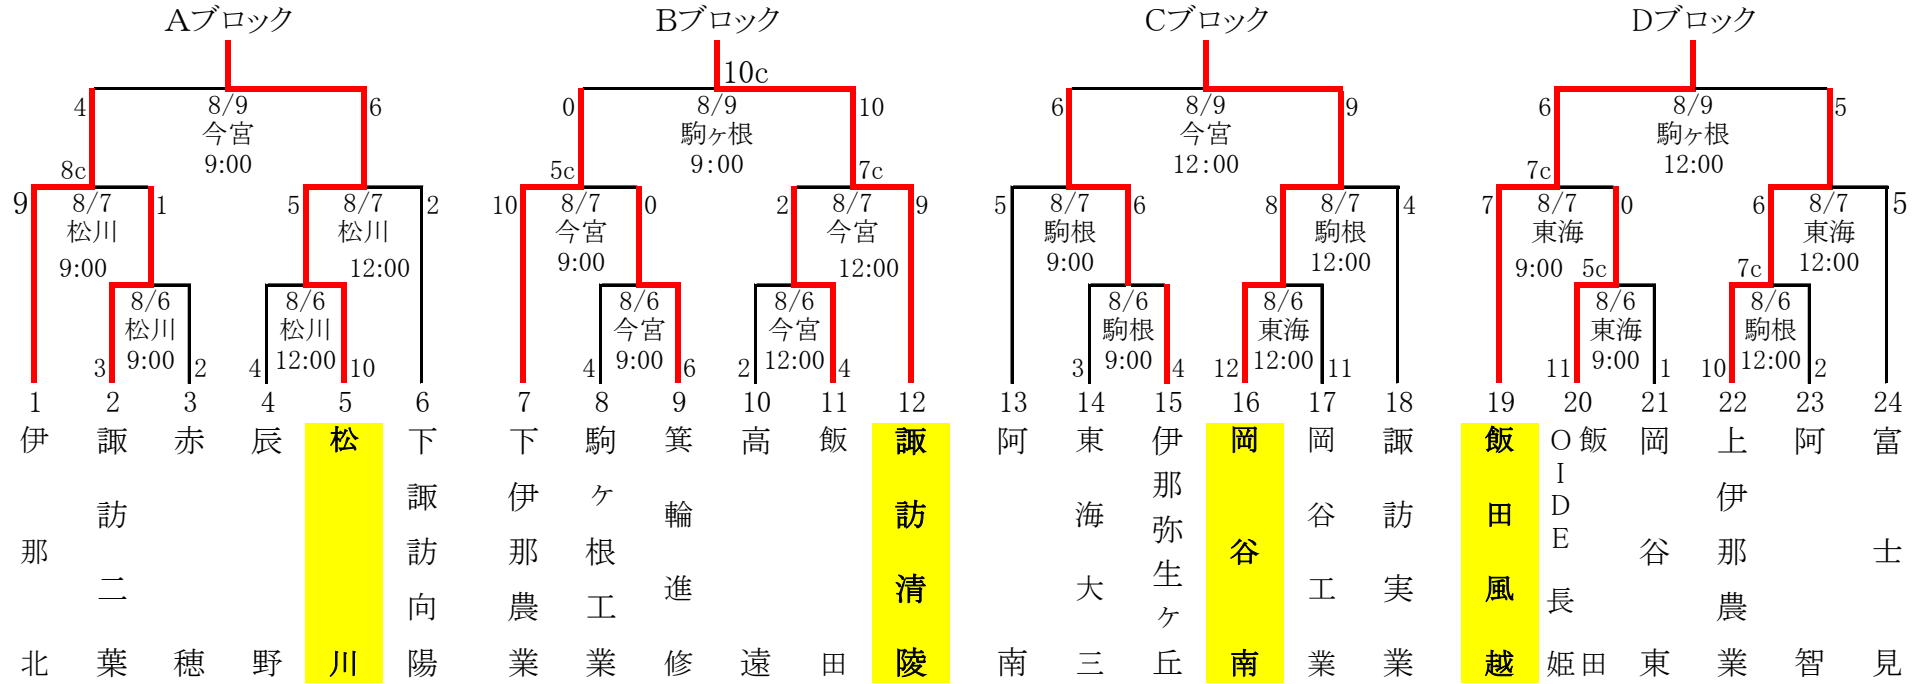 Aブロック Bブロック Cブロック Dブロック
10c
4 8/9 6 0 8/9 10 6 8/9 9 6 8/9 5
今宮 駒ヶ根 今宮 駒ヶ根
9:00 9:00 12:00 12:00
8c 5c 7c 7c
9 8/7 1 5 8/7 2 10 8/7 0 2 8/7 9 5 8/7 6 8 8/7 4 7 8/7 0 6 8/7 5
松川 松川 今宮 今宮 駒根 駒根 東海 東海
9:00 12:00 9:00 12:00 9:00 12:00 9:00 12:00
5c 7c
8/6 8/6 8/6 8/6 8/6 8/6 8/6 8/6
松川 松川 今宮 今宮 駒根 東海 東海 駒根
9:00 12:00 9:00 12:00 9:00 12:00 9:00 12:00
3 2 4 10 4 6 2 4 3 4 12 11 11 1 10 2
1 2 3 4 5 6 7 8 9 10 11 12 13 14 15 16 17 18 19 20 21 22 23 24
伊那北
諏訪二葉
赤穂
辰野
松川
下諏訪向陽
下伊那農業
駒ヶ根工業
箕輪進修
高遠
飯田
諏訪清陵
阿南
東海大三
伊那弥生ケ丘
岡谷南
岡谷工業
諏訪実業
飯田風越
飯田
OIDE長姫
岡谷東
上伊那農業
阿智
富士見